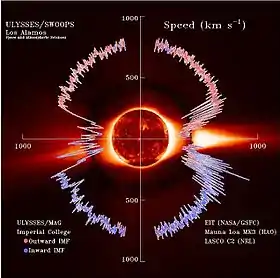 ULYSSES/SWOOPS
Los Alamos
Space and Atmospheric Sciences
Speed (km s⁻¹)
1000
500
1000
1000
500
1000
ULYSSES/MAG
Imperial College
Outward IMF
Inward IMF
EIT (NASA/GSFC)
Mauna Loa MK3 (HAO)
LASCO C2 (NRL)